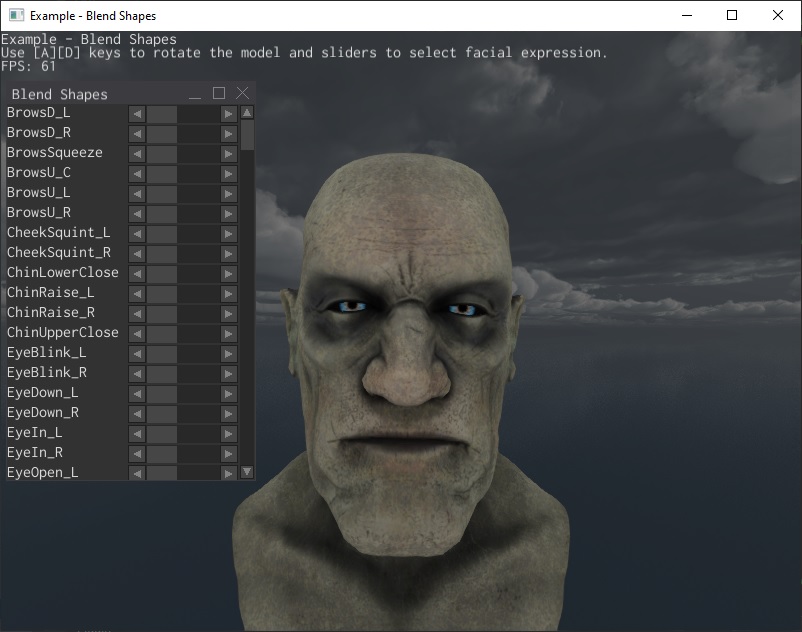 Example - Blend Shapes
Example - Blend Shapes
Use [A][D] keys to rotate the model and sliders to select facial expression.
FPS: 61
Blend Shapes
BrowsD_L
BrowsD_R
BrowsSqueeze
BrowsU_C
BrowsU_L
BrowsU_R
CheekSquint_L
CheekSquint_R
ChinLowerClose
ChinRaise_L
ChinRaise_R
ChinUpperClose
EyeBlink_L
EyeBlink_R
EyeDown_L
EyeDown_R
EyeIn_L
EyeIn_R
EyeOpen_L